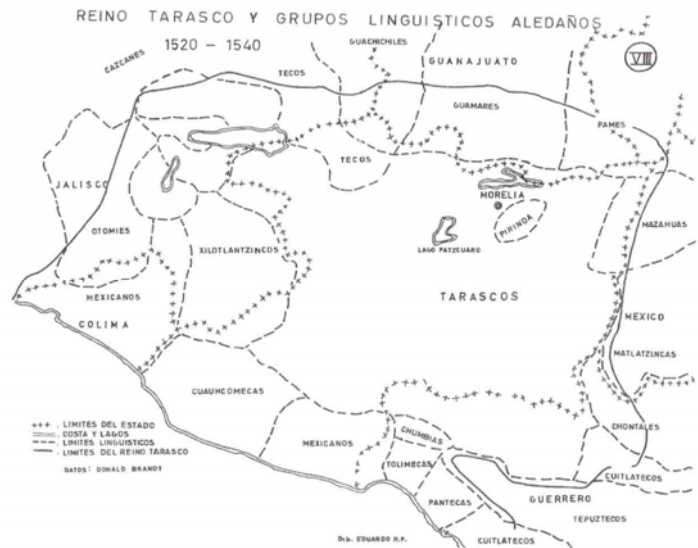 REINO TARASCO Y GRUPOS LINGUISTICOS ALEDAÑOS
1520 - 1540
VIII
CAZCANES
TECOS
GUACHICHILES
GUANAJUATO
GUAMARES
PAMES
TECOS
JALISCO
OTOMIES
XILOTLANTZINCOS
MORELIA
PIRINDA
LAGO PATZCUARO
MAZAHUAS
TARASCOS
MEXICANOS
COLIMA
MEXICO
MATLATZINCAS
CUAUHCOMECAS
MEXICANOS
CHUMBIAS
TOLIMECAS
PANTECAS
CHONTALES
CUITLATECOS
GUERRERO
TEPUZTECOS
CUITLATECOS
+++ . LIMITES DEL ESTADO
. COSTA Y LAGOS
. LIMITES LINGUISTICOS
. LIMITES DEL REINO TARASCO
DATOS: DONALD BRANDT
Dib. EDUARDO H.P.